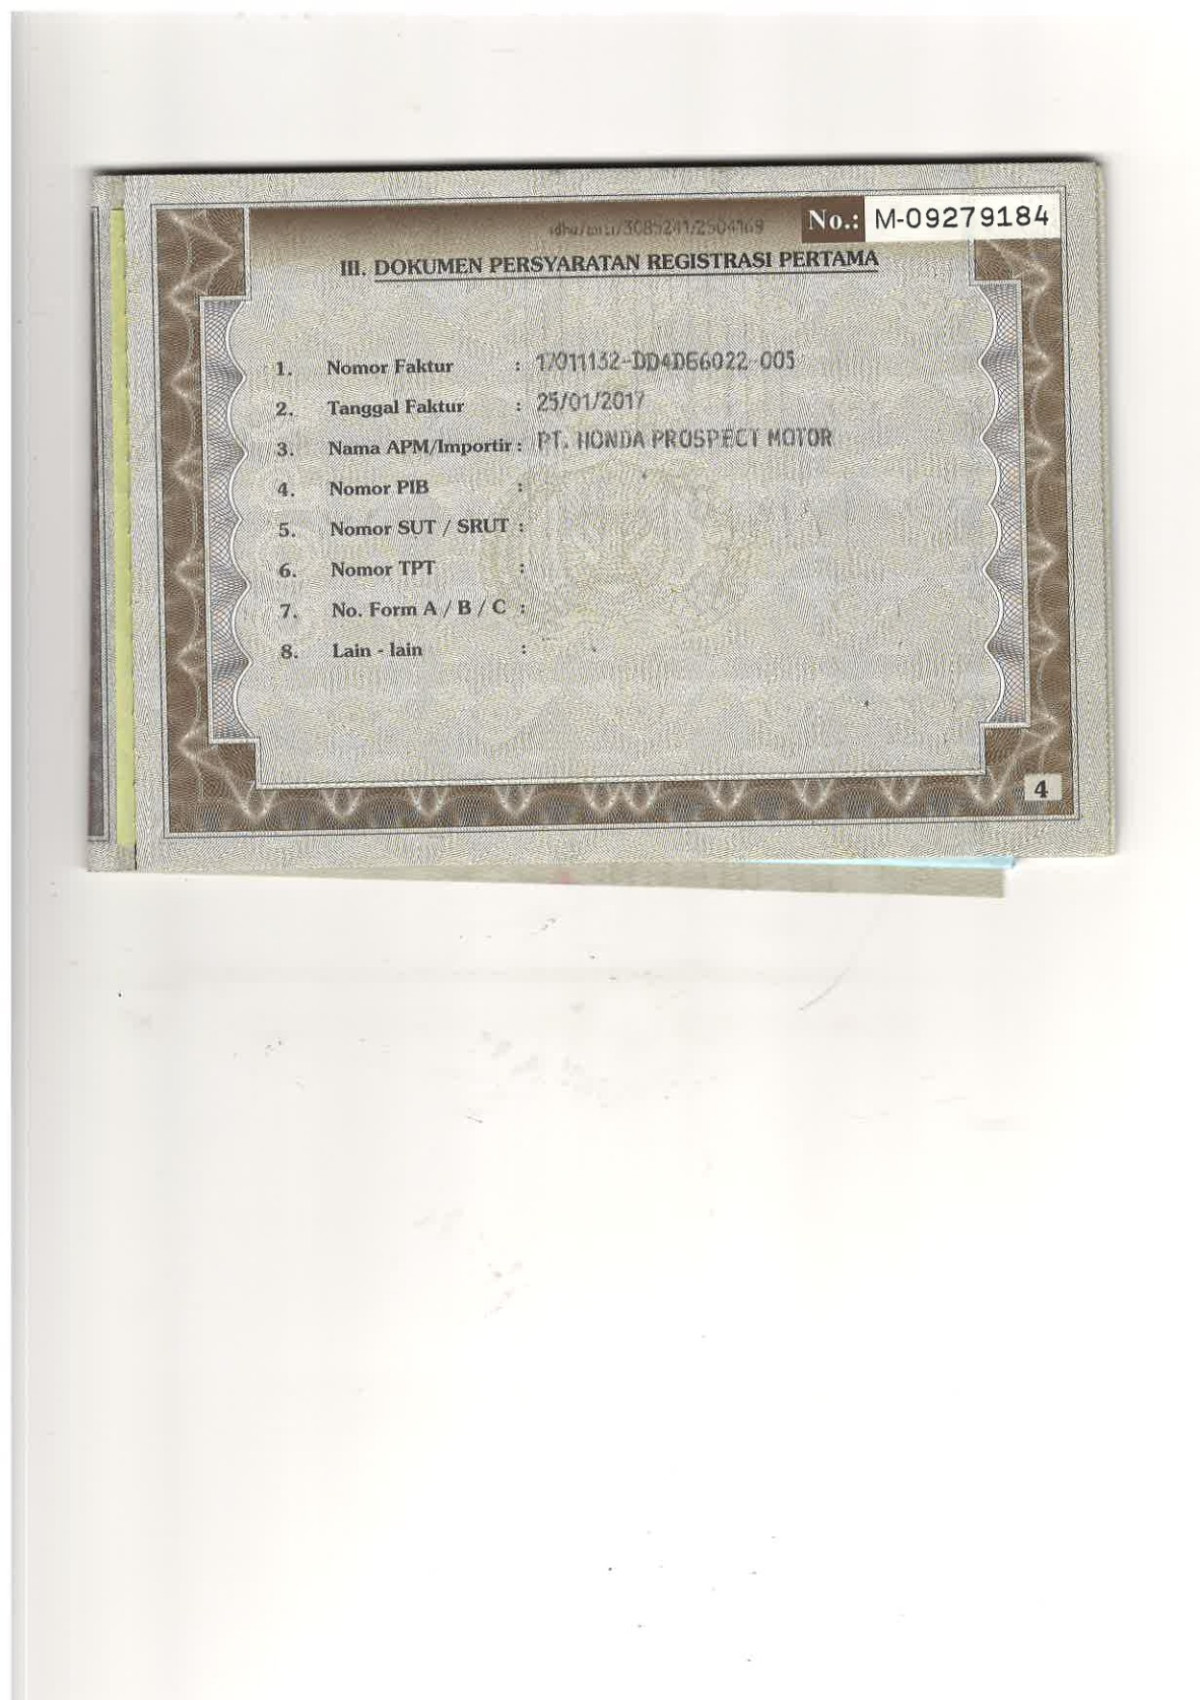 No.: M-09279184
III. DOKUMEN PERSYARATAN REGISTRASI PERTAMA
1. Nomor Faktur : 17011132-DD4DE6022 005
2. Tanggal Faktur : 25/01/2017
3. Nama APM/Importir : PT. HONDA PROSPECT MOTOR
4. Nomor PIB :
5. Nomor SUT / SRUT :
6. Nomor TPT :
7. No. Form A / B / C :
8. Lain - lain :
4